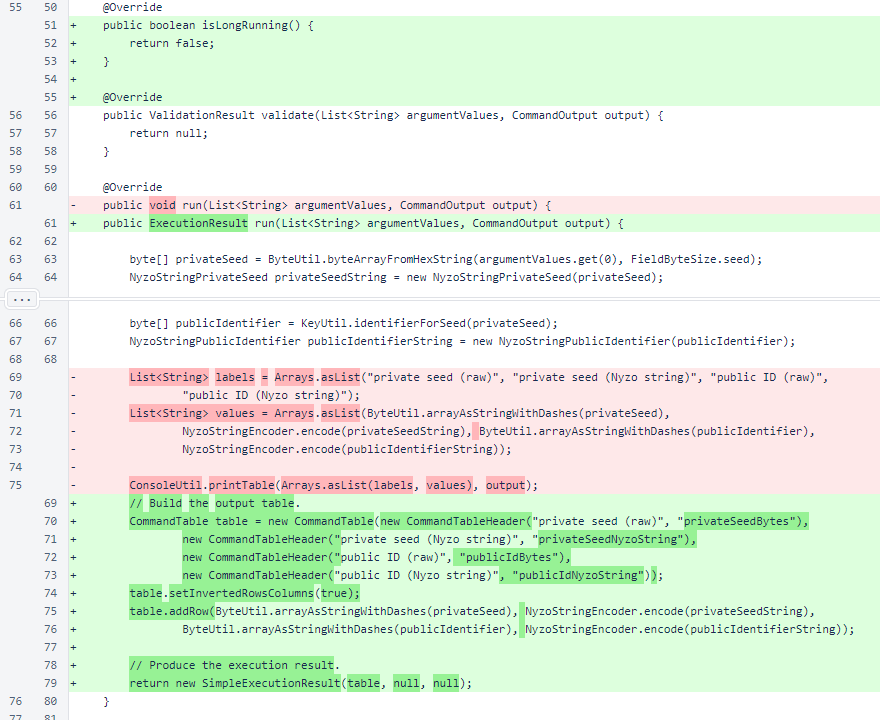 55 50 @Override
51 + public boolean isLongRunning() {
52 + return false;
53 + }
54 +
55 + @Override
56 56 public ValidationResult validate(List<String> argumentValues, CommandOutput output) {
57 57 return null;
58 58 }
59 59
60 60 @Override
61 - public void run(List<String> argumentValues, CommandOutput output) {
61 + public ExecutionResult run(List<String> argumentValues, CommandOutput output) {
62 62
63 63 byte[] privateSeed = ByteUtil.byteArrayFromHexString(argumentValues.get(0), FieldByteSize.seed);
64 64 NyzoStringPrivateSeed privateSeedString = new NyzoStringPrivateSeed(privateSeed);
...
66 66 byte[] publicIdentifier = KeyUtil.identifierForSeed(privateSeed);
67 67 NyzoStringPublicIdentifier publicIdentifierString = new NyzoStringPublicIdentifier(publicIdentifier);
68 68
69 - List<String> labels = Arrays.asList("private seed (raw)", "private seed (Nyzo string)", "public ID (raw)",
70 - "public ID (Nyzo string)");
71 - List<String> values = Arrays.asList(ByteUtil.arrayAsStringWithDashes(privateSeed),
72 - NyzoStringEncoder.encode(privateSeedString), ByteUtil.arrayAsStringWithDashes(publicIdentifier),
73 - NyzoStringEncoder.encode(publicIdentifierString));
74 -
75 - ConsoleUtil.printTable(Arrays.asList(labels, values), output);
69 + // Build the output table.
70 + CommandTable table = new CommandTable(new CommandTableHeader("private seed (raw)", "privateSeedBytes"),
71 + new CommandTableHeader("private seed (Nyzo string)", "privateSeedNyzoString"),
72 + new CommandTableHeader("public ID (raw)", "publicIdBytes"),
73 + new CommandTableHeader("public ID (Nyzo string)", "publicIdNyzoString"));
74 + table.setInvertedRowsColumns(true);
75 + table.addRow(ByteUtil.arrayAsStringWithDashes(privateSeed), NyzoStringEncoder.encode(privateSeedString),
76 + ByteUtil.arrayAsStringWithDashes(publicIdentifier), NyzoStringEncoder.encode(publicIdentifierString));
77 +
78 + // Produce the execution result.
79 + return new SimpleExecutionResult(table, null, null);
76 80 }
77 81